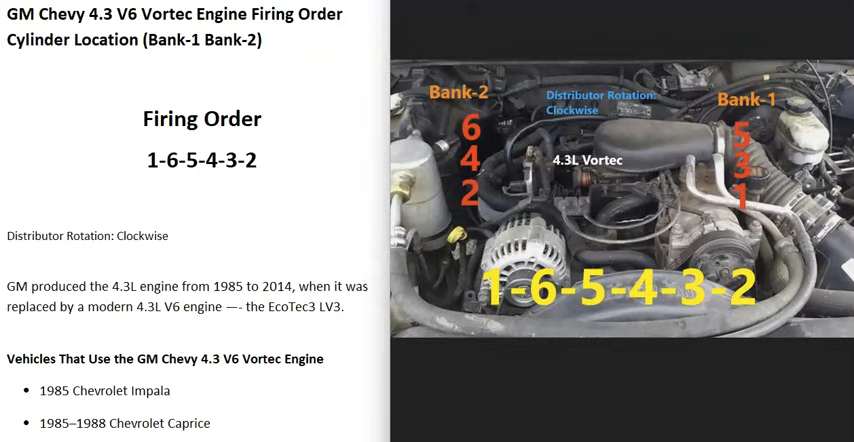 GM Chevy 4.3 V6 Vortec Engine Firing Order
Cylinder Location (Bank-1 Bank-2)
Firing Order
1-6-5-4-3-2
Distributor Rotation: Clockwise
GM produced the 4.3L engine from 1985 to 2014, when it was
replaced by a modern 4.3L V6 engine —- the EcoTec3 LV3.
Vehicles That Use the GM Chevy 4.3 V6 Vortec Engine
• 1985 Chevrolet Impala
• 1985–1988 Chevrolet Caprice
Bank-2
6
4
2
Distributor Rotation:
Clockwise
4.3L Vortec
Bank-1
5
3
1
1-6-5-4-3-2